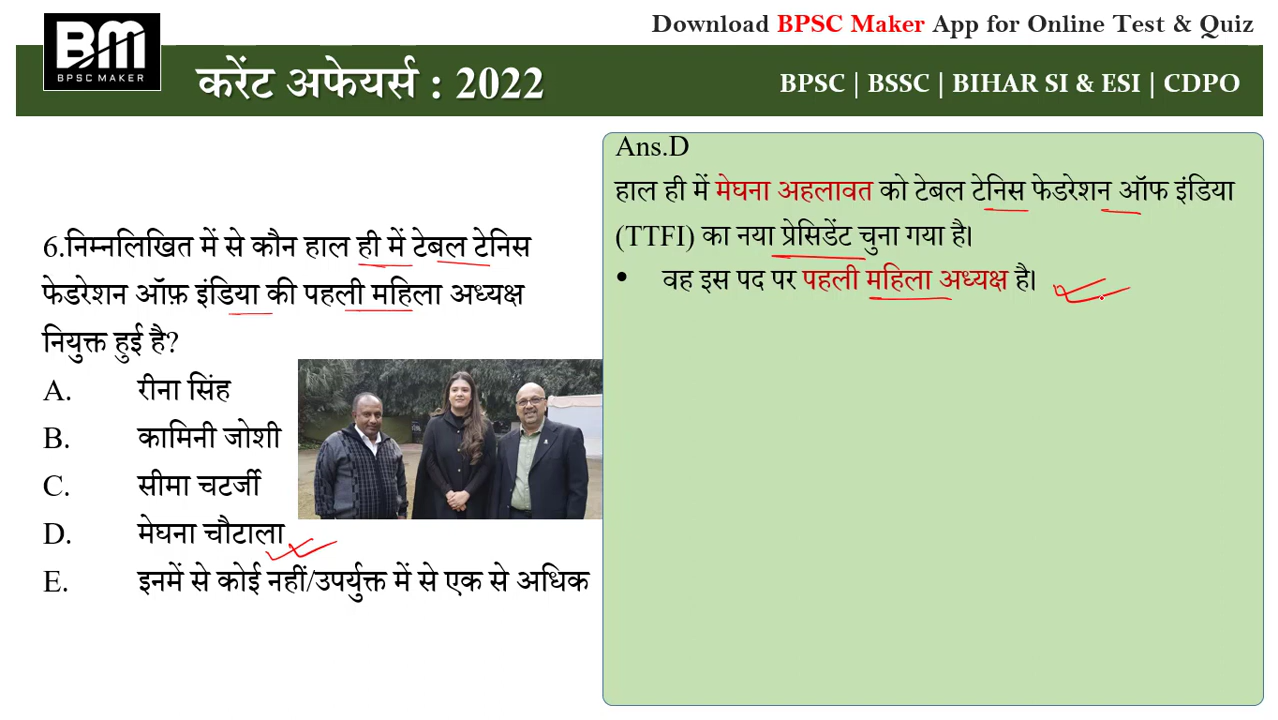 Download BPSC Maker App for Online Test & Quiz
BM
BPSC MAKER
करेंट अफेयर्स : 2022
BPSC | BSSC | BIHAR SI & ESI | CDPO
6.निम्नलिखित में से कौन हाल ही में टेबल टेनिस
फेडरेशन ऑफ़ इंडिया की पहली महिला अध्यक्ष
नियुक्त हुई है?
A. रीना सिंह
B. कामिनी जोशी
C. सीमा चटर्जी
D. मेघना चौटाला
E. इनमें से कोई नहीं/उपर्युक्त में से एक से अधिक
Ans.D
हाल ही में मेघना अहलावत को टेबल टेनिस फेडरेशन ऑफ इंडिया
(TTFI) का नया प्रेसिडेंट चुना गया है।
• वह इस पद पर पहली महिला अध्यक्ष है।